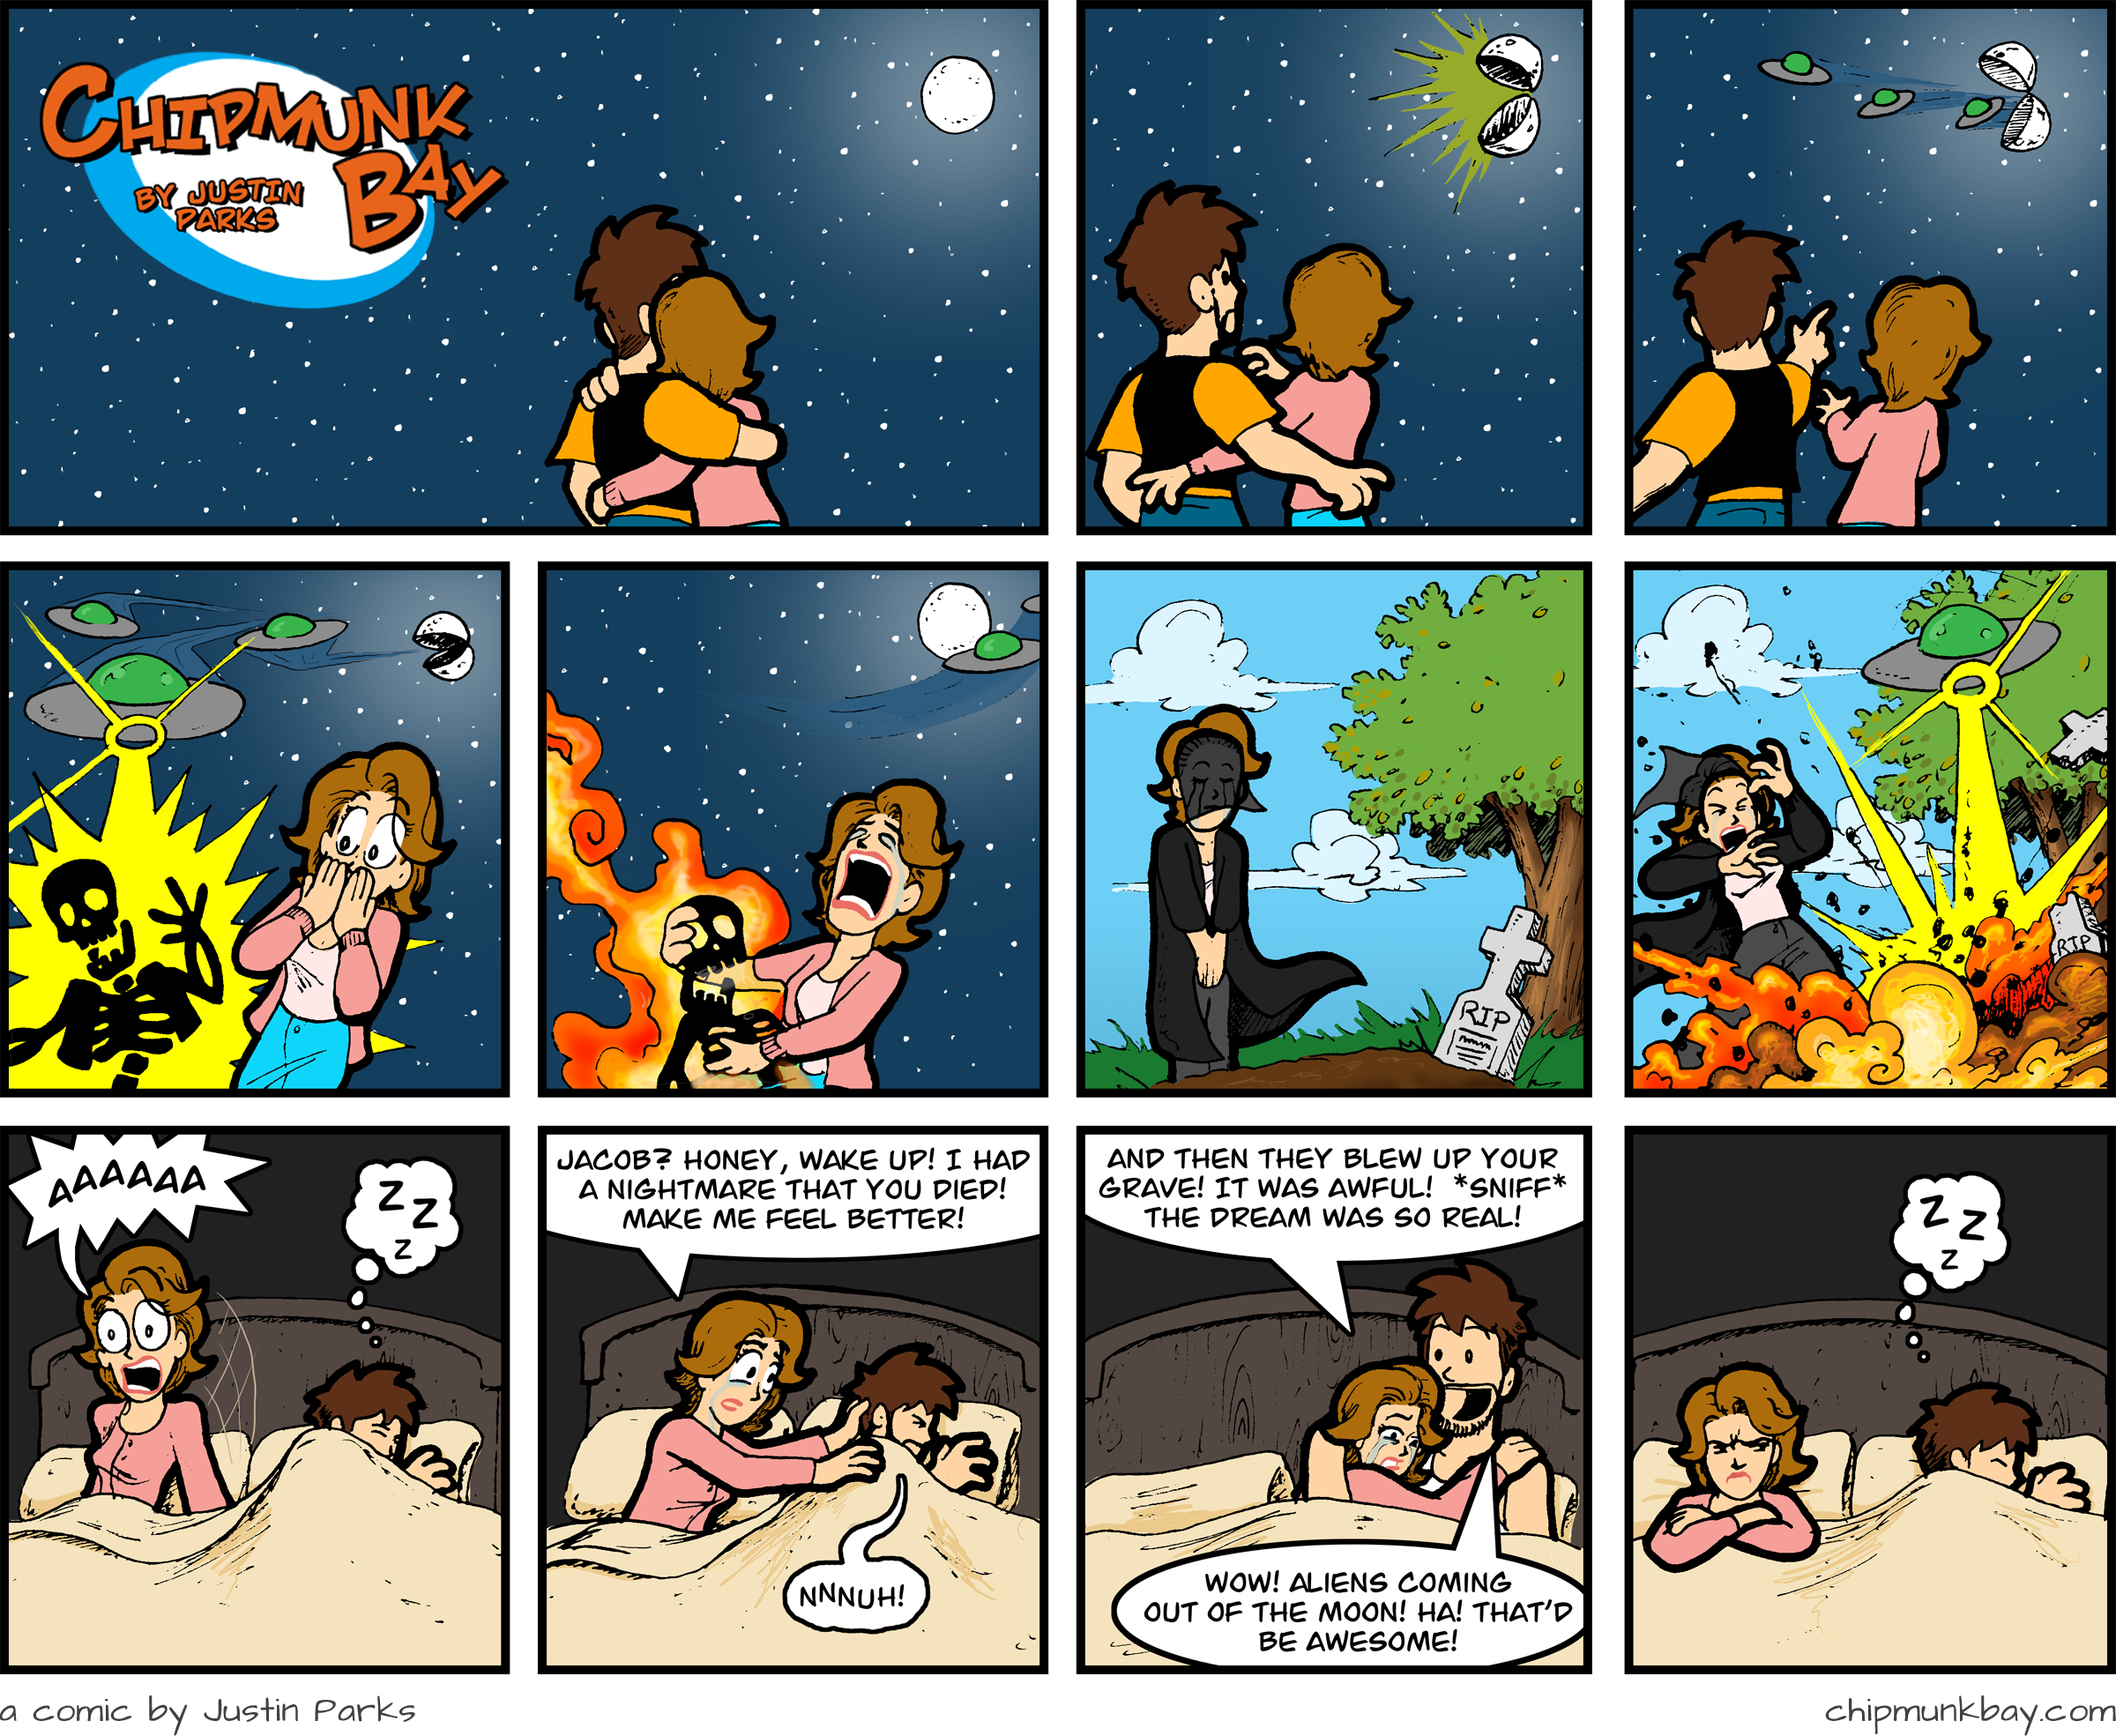 CHIPMUNK
BAY
BY JUSTIN
PARKS
RIP
RIP
AAAAAA
Z Z
Z
JACOB? HONEY, WAKE UP! I HAD
A NIGHTMARE THAT YOU DIED!
MAKE ME FEEL BETTER!
NNNUH!
AND THEN THEY BLEW UP YOUR
GRAVE! IT WAS AWFUL! *SNIFF*
THE DREAM WAS SO REAL!
WOW! ALIENS COMING
OUT OF THE MOON! HA! THAT'D
BE AWESOME!
Z Z
Z
a comic by Justin Parks
chipmunkbay.com